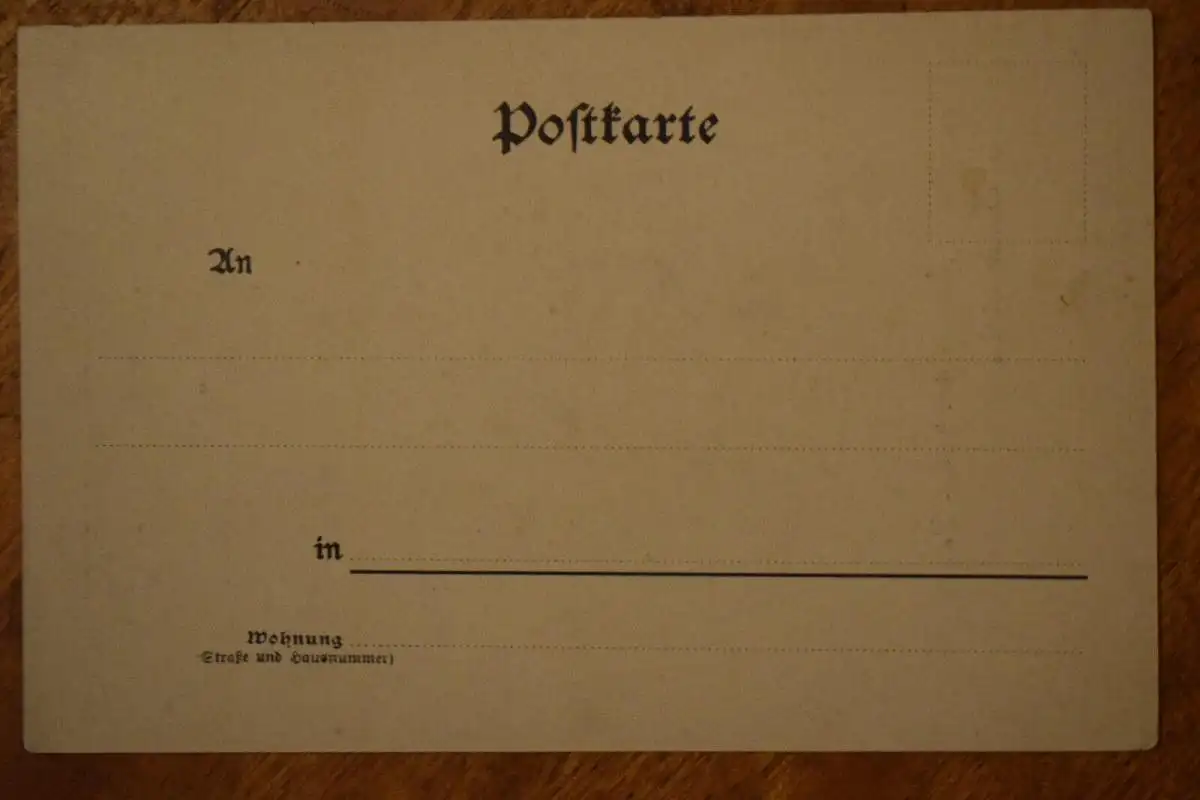 Poſtkarte
An
in
Wohnung
(Straße und Hausnummer)